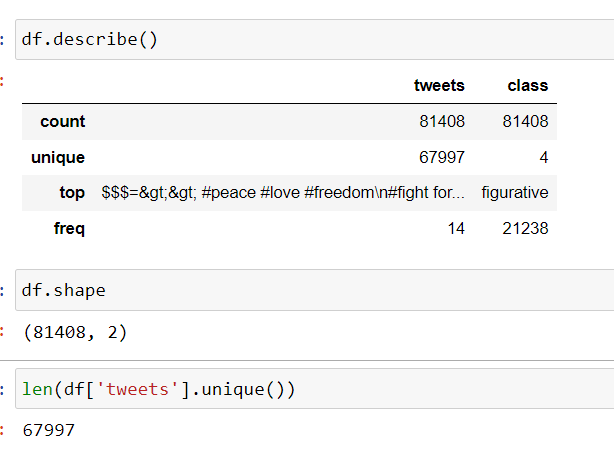 : df.describe()
:
tweets class
count 81408 81408
unique 67997 4
top $$$=&gt;&gt; #peace #love #freedom\n#fight for... figurative
freq 14 21238
: df.shape
: (81408, 2)
: len(df['tweets'].unique())
: 67997